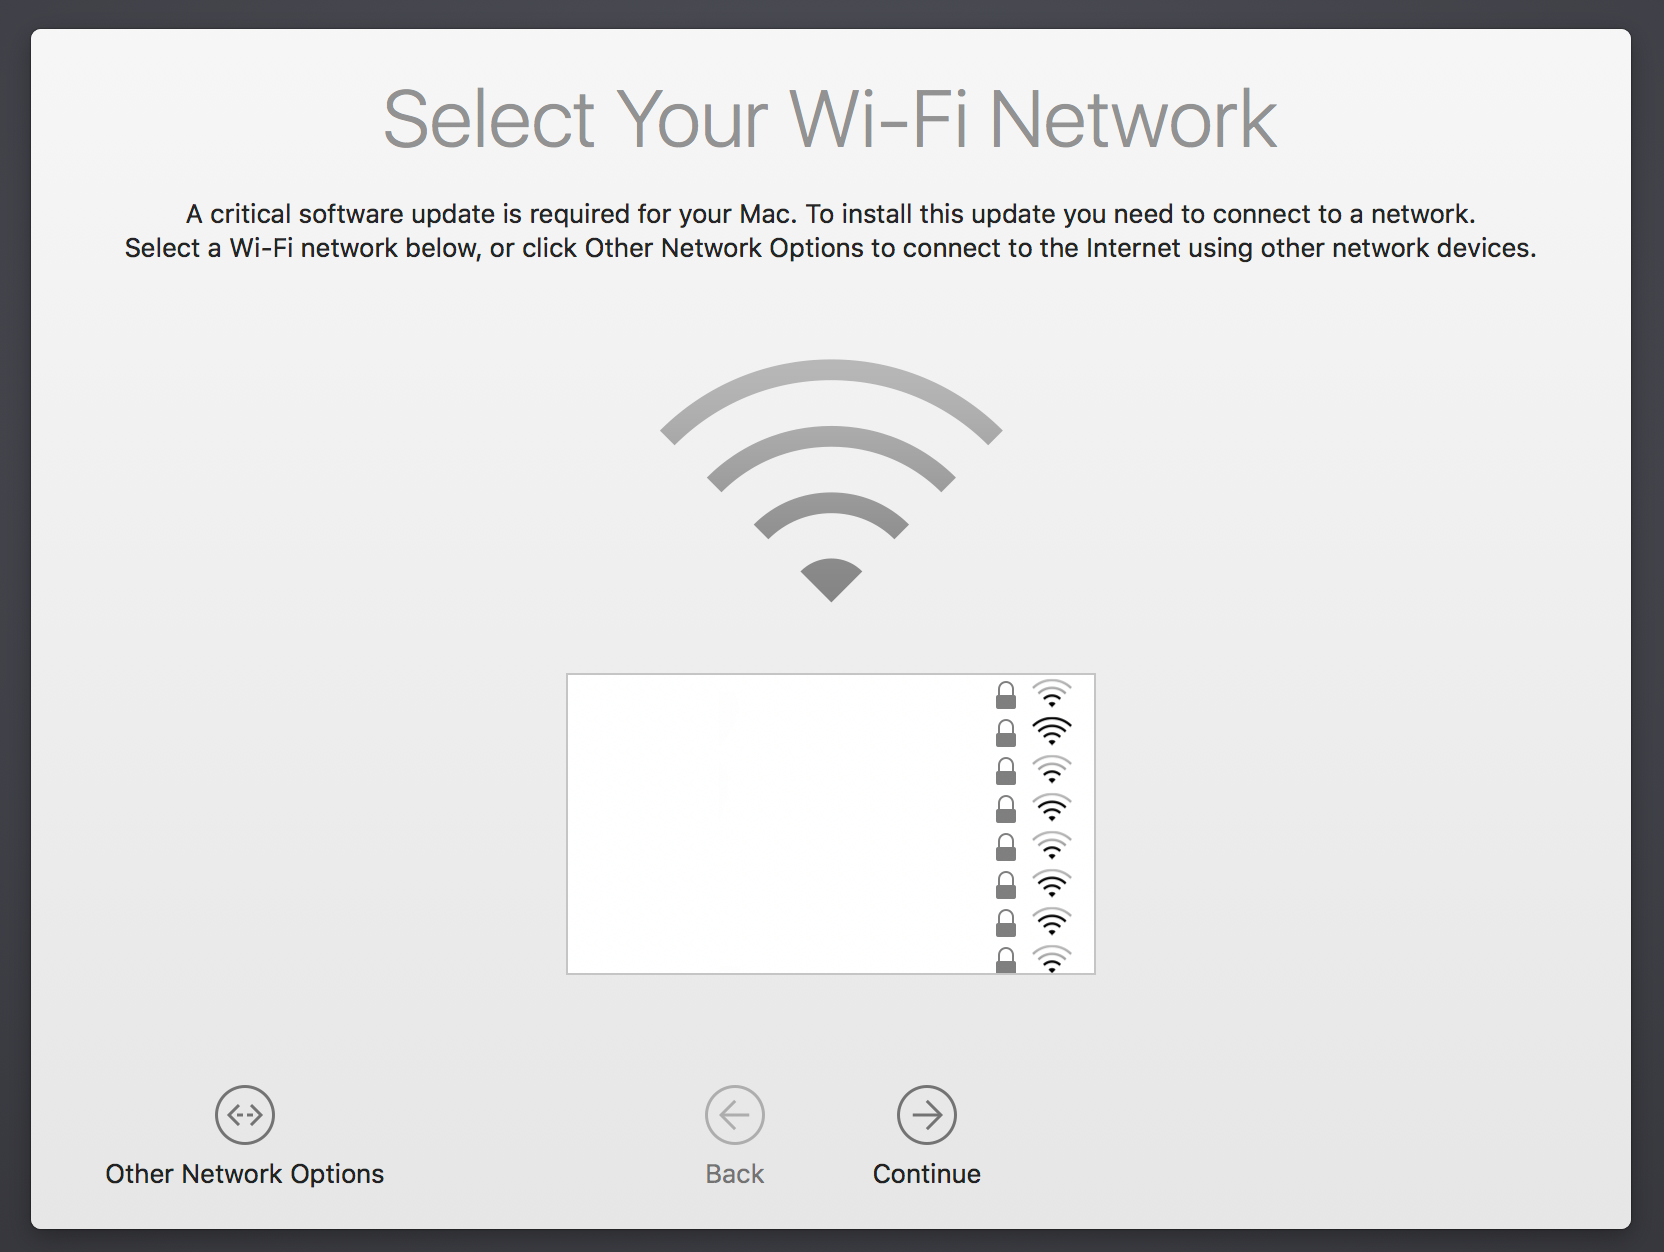 Select Your Wi-Fi Network
A critical software update is required for your Mac. To install this update you need to connect to a network.
Select a Wi-Fi network below, or click Other Network Options to connect to the Internet using other network devices.
Other Network Options
Back
Continue